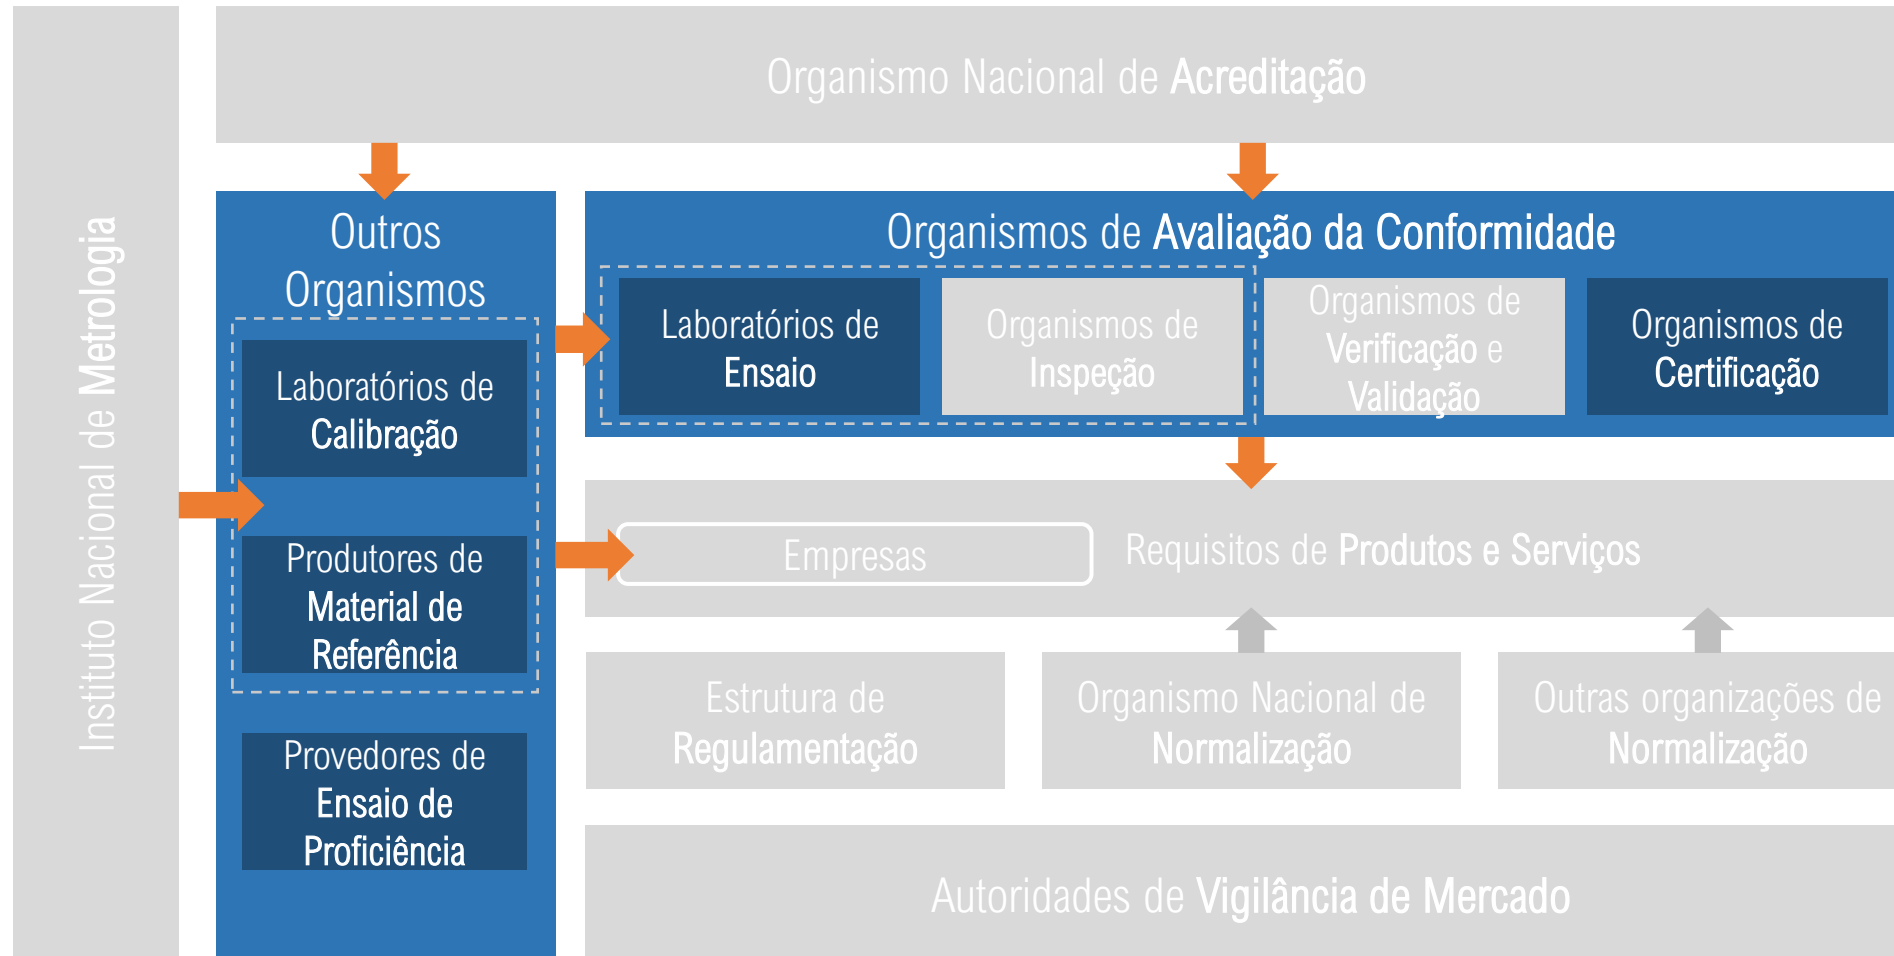 Instituto Nacional de Metrologia
Organismo Nacional de Acreditação
Outros
Organismos
Laboratórios de
Calibração
Produtores de
Material de
Referência
Provedores de
Ensaio de
Proficiência
Organismos de Avaliação da Conformidade
Laboratórios de
Ensaio
Organismos de
Inspeção
Organismos de
Verificação e
Validação
Organismos de
Certificação
Empresas
Requisitos de Produtos e Serviços
Estrutura de
Regulamentação
Organismo Nacional de
Normalização
Outras organizações de
Normalização
Autoridades de Vigilância de Mercado